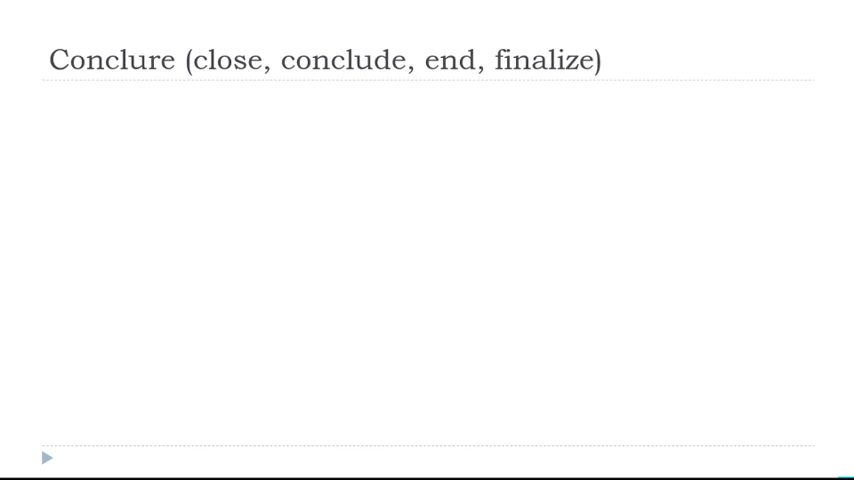 Conclure (close, conclude, end, finalize)